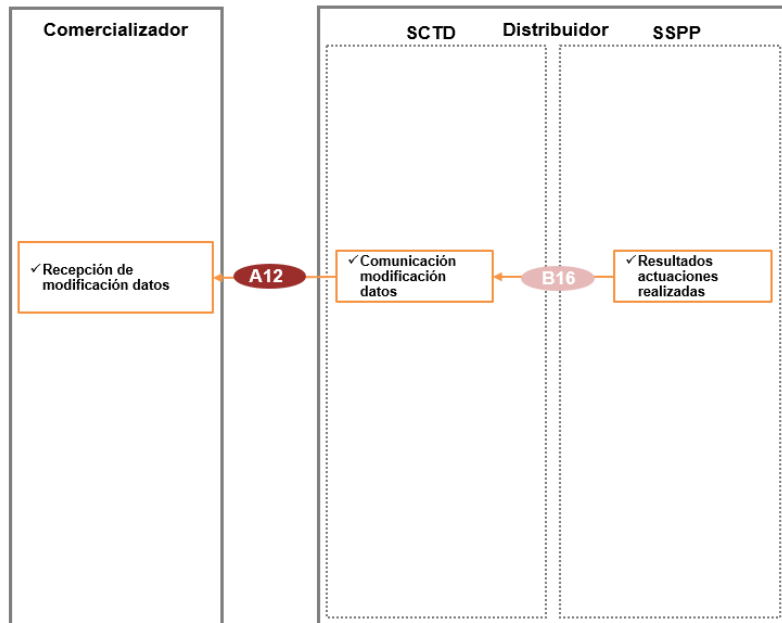 Comercializador
SCTD
Distribuidor
SSPP
✓Recepción de
modificación datos
A12
✓Comunicación
modificación
datos
B16
✓Resultados
actuaciones
realizadas